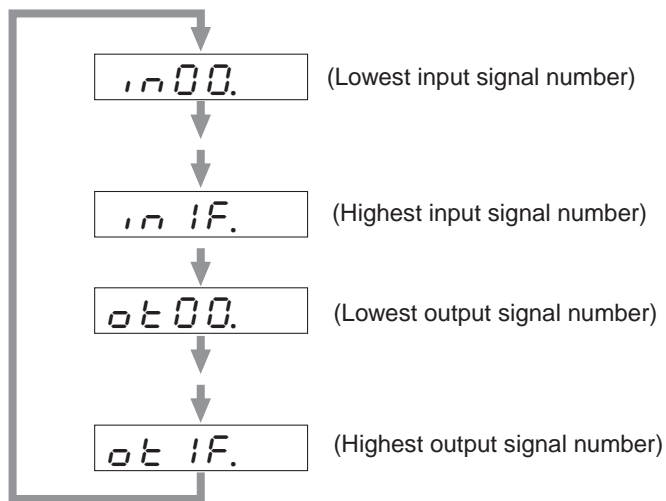 in00. (Lowest input signal number)
in 1F. (Highest input signal number)
ot00. (Lowest output signal number)
ot 1F. (Highest output signal number)